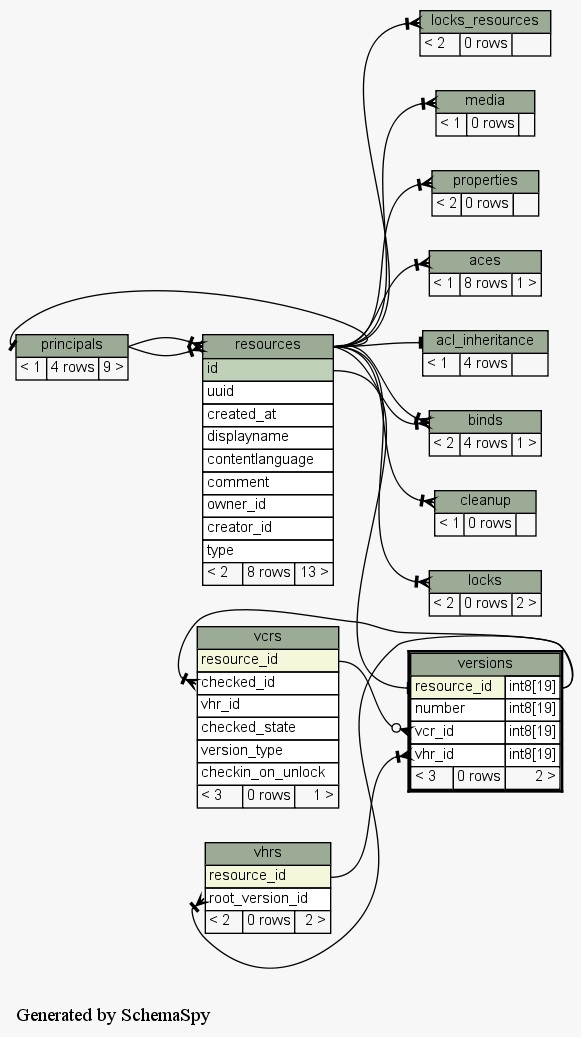 locks_resources
< 2 0 rows
media
< 1 0 rows
properties
< 2 0 rows
aces
< 1 8 rows 1 >
principals
< 1 4 rows 9 >
resources
id
uuid
created_at
displayname
contentlanguage
comment
owner_id
creator_id
type
< 2 8 rows 13 >
acl_inheritance
< 1 4 rows
binds
< 2 4 rows 1 >
cleanup
< 1 0 rows
locks
< 2 0 rows 2 >
vcrs
resource_id
checked_id
vhr_id
checked_state
version_type
checkin_on_unlock
< 3 0 rows 1 >
versions
resource_id int8[19]
number int8[19]
vcr_id int8[19]
vhr_id int8[19]
< 3 0 rows 2 >
vhrs
resource_id
root_version_id
< 2 0 rows 2 >
Generated by SchemaSpy